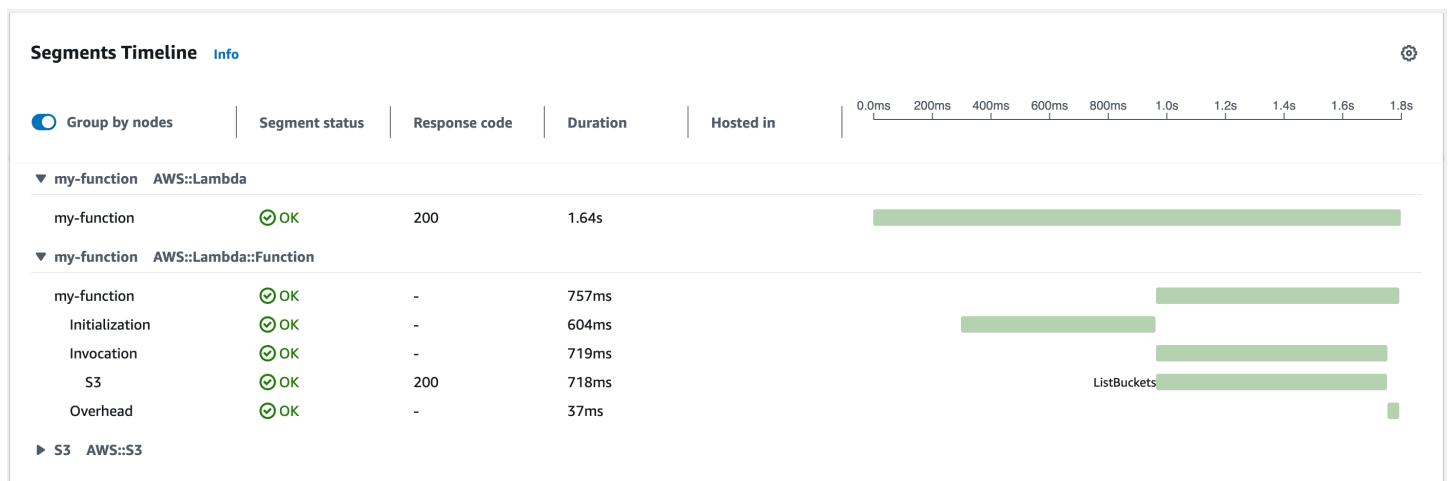 Segments Timeline Info
0.0ms 200ms 400ms 600ms 800ms 1.0s 1.2s 1.4s 1.6s 1.8s
Group by nodes Segment status Response code Duration Hosted in
my-function AWS::Lambda
my-function OK 200 1.64s
my-function AWS::Lambda::Function
my-function OK - 757ms
Initialization OK - 604ms
Invocation OK - 719ms
S3 OK 200 718ms ListBuckets
Overhead OK - 37ms
S3 AWS::S3